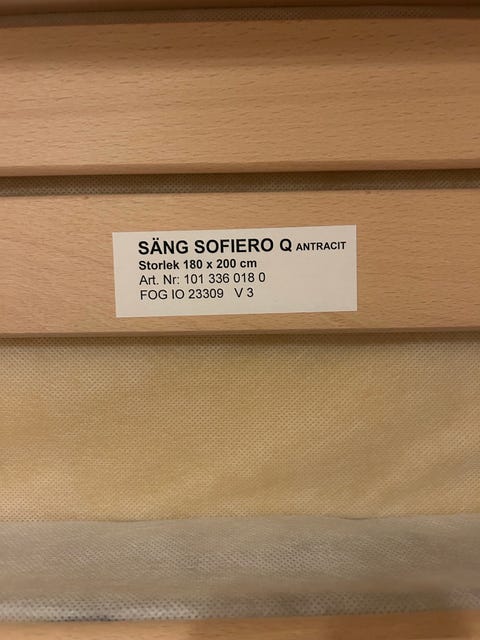 SÄNG SOFIERO Q ANTRACIT
Storlek 180 x 200 cm
Art. Nr: 101 336 018 0
FOG IO 23309 V 3